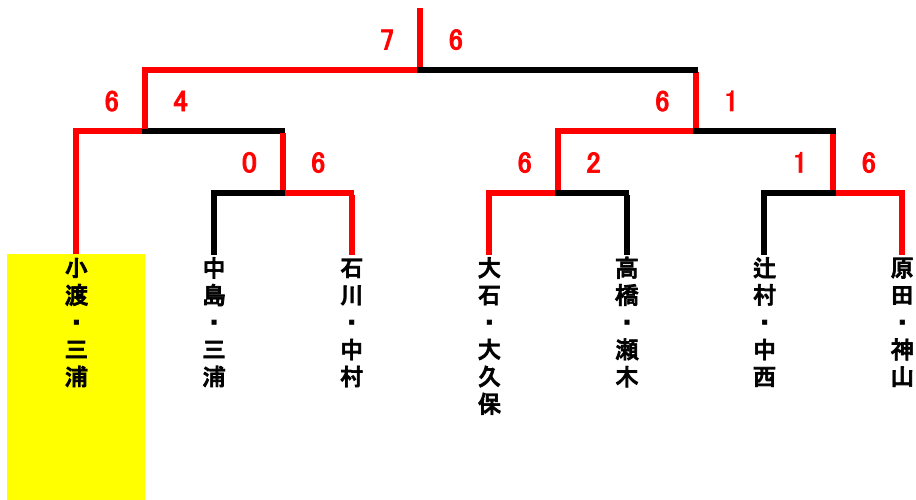 7 6
6 4
6 1
0 6
6 2
1 6
小渡・三浦
中島・三浦
石川・中村
大石・大久保
高橋・瀬木
辻村・中西
原田・神山